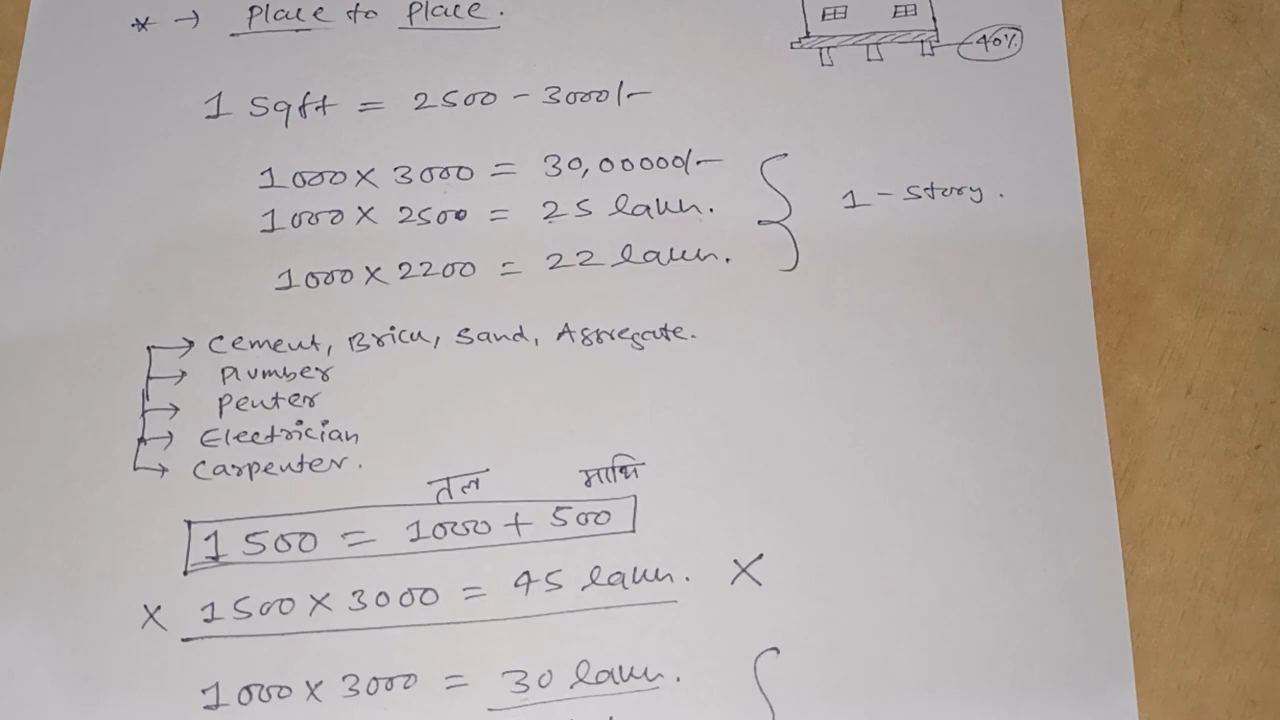 * → Place to Place.
40%
1 Sqft = 2500 - 3000/-
1000 X 3000 = 30,00000/-
1000 X 2500 = 25 lakh.
1000 X 2200 = 22 lakh.
1 - Story.
→ Cement, Brick, Sand, Aggregate.
→ Plumber
→ Penter
→ Electrician
→ Carpenter.
तल माथि
1500 = 1000 + 500
X 1500 X 3000 = 45 lakh. X
1000 X 3000 = 30 lakh.